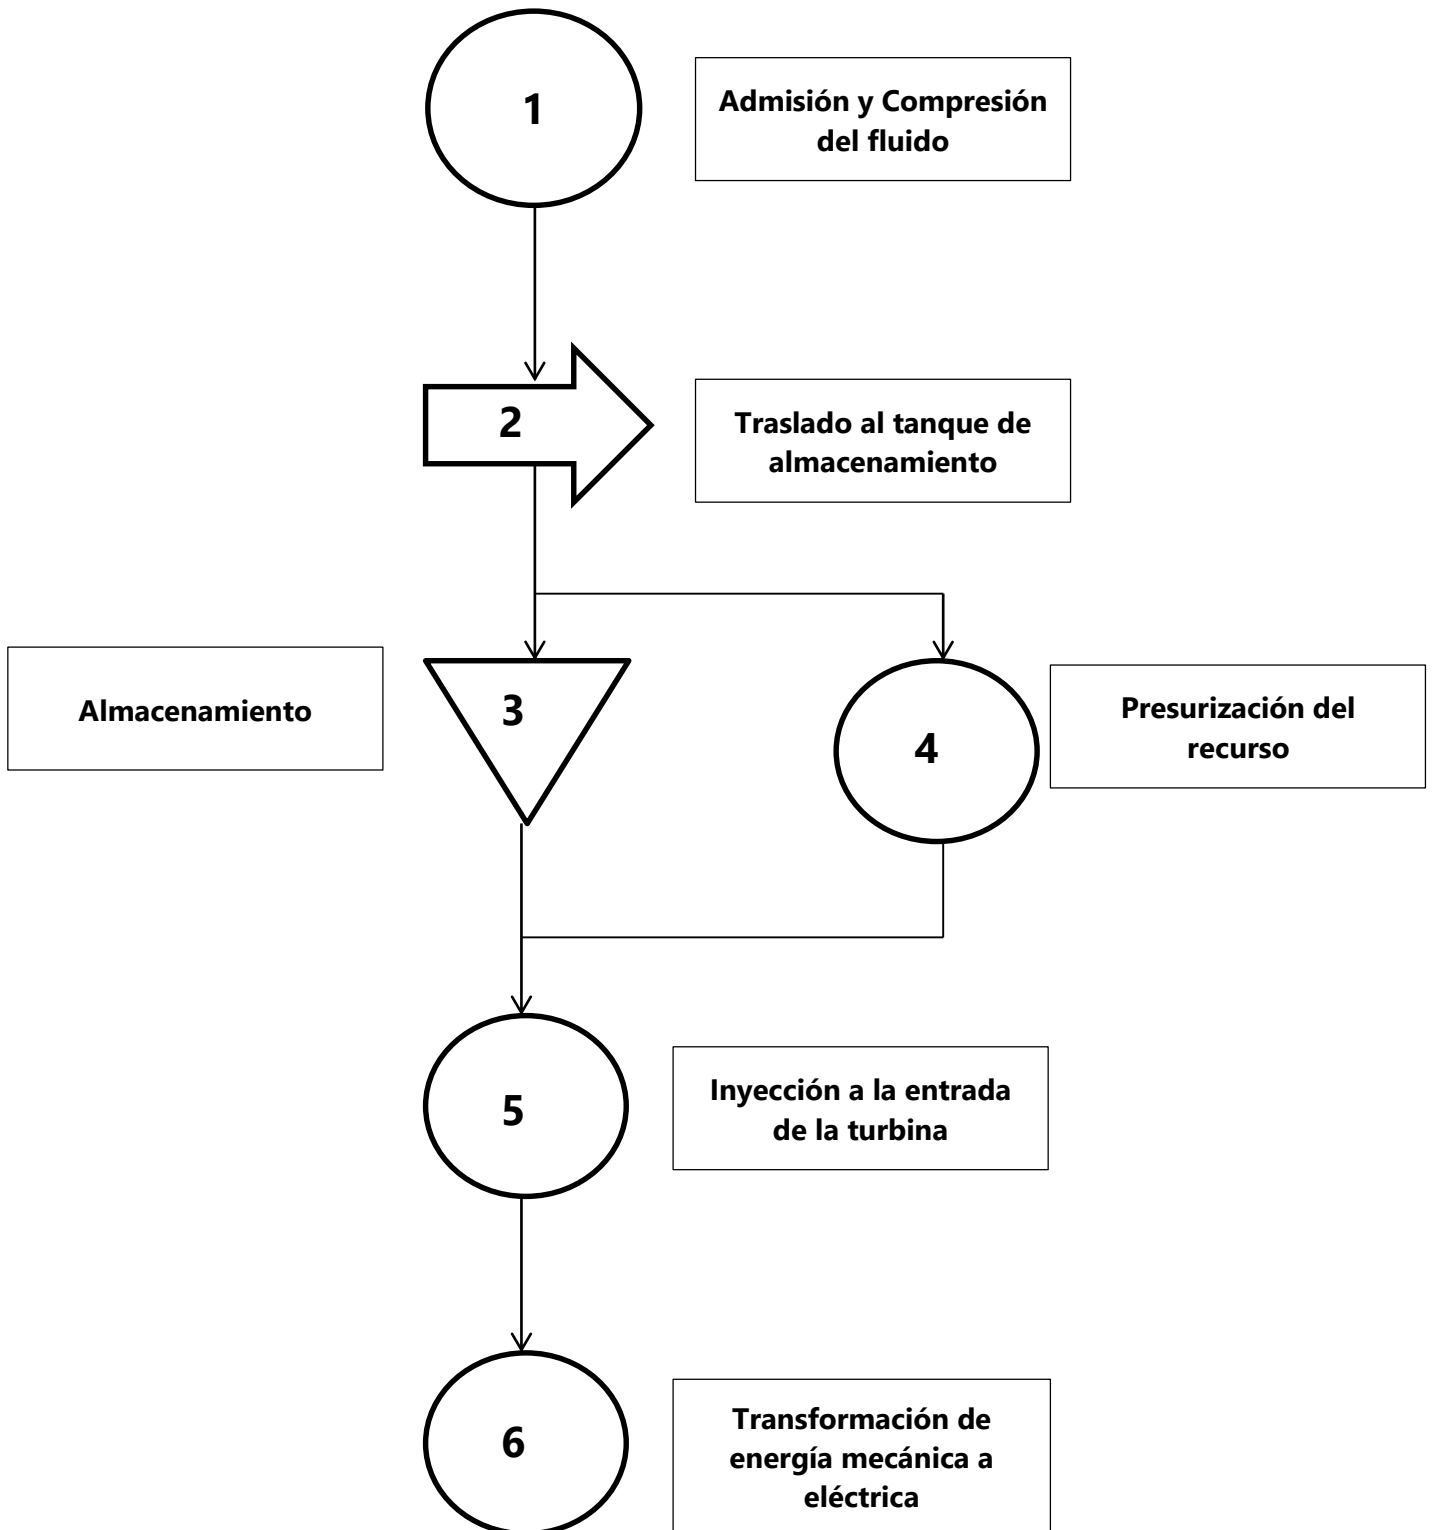 1
Admisión y Compresión
del fluido
2
Traslado al tanque de
almacenamiento
Almacenamiento
3
4
Presurización del
recurso
5
Inyección a la entrada
de la turbina
6
Transformación de
energía mecánica a
eléctrica